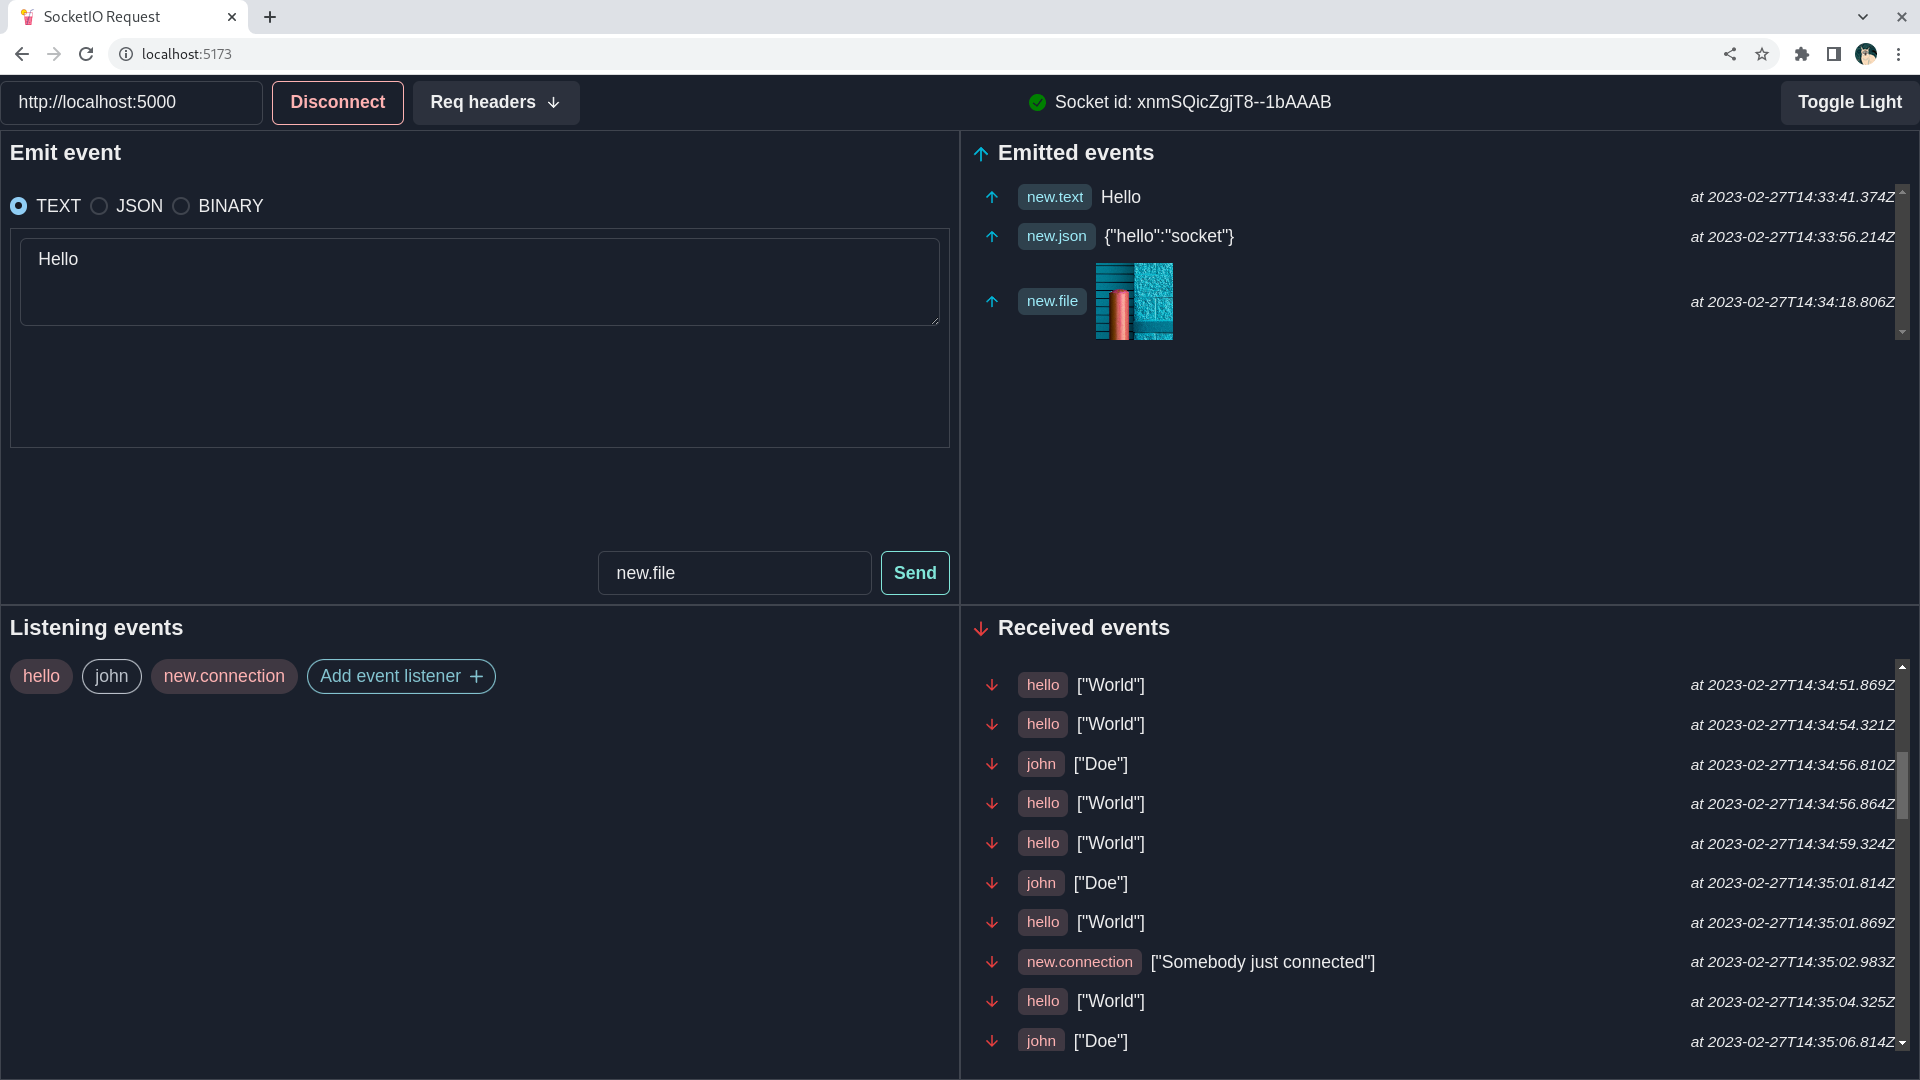 SocketIO Request
localhost:5173
http://localhost:5000 Disconnect Req headers Socket id: xnmSQicZgjT8--1bAAAB Toggle Light
Emit event
TEXT JSON BINARY
Hello
new.file Send
Emitted events
new.text Hello at 2023-02-27T14:33:41.374Z
new.json {"hello":"socket"} at 2023-02-27T14:33:56.214Z
new.file at 2023-02-27T14:34:18.806Z
Listening events
hello john new.connection Add event listener
Received events
hello ["World"] at 2023-02-27T14:34:51.869Z
hello ["World"] at 2023-02-27T14:34:54.321Z
john ["Doe"] at 2023-02-27T14:34:56.810Z
hello ["World"] at 2023-02-27T14:34:56.864Z
hello ["World"] at 2023-02-27T14:34:59.324Z
john ["Doe"] at 2023-02-27T14:35:01.814Z
hello ["World"] at 2023-02-27T14:35:01.869Z
new.connection ["Somebody just connected"] at 2023-02-27T14:35:02.983Z
hello ["World"] at 2023-02-27T14:35:04.325Z
john ["Doe"] at 2023-02-27T14:35:06.814Z